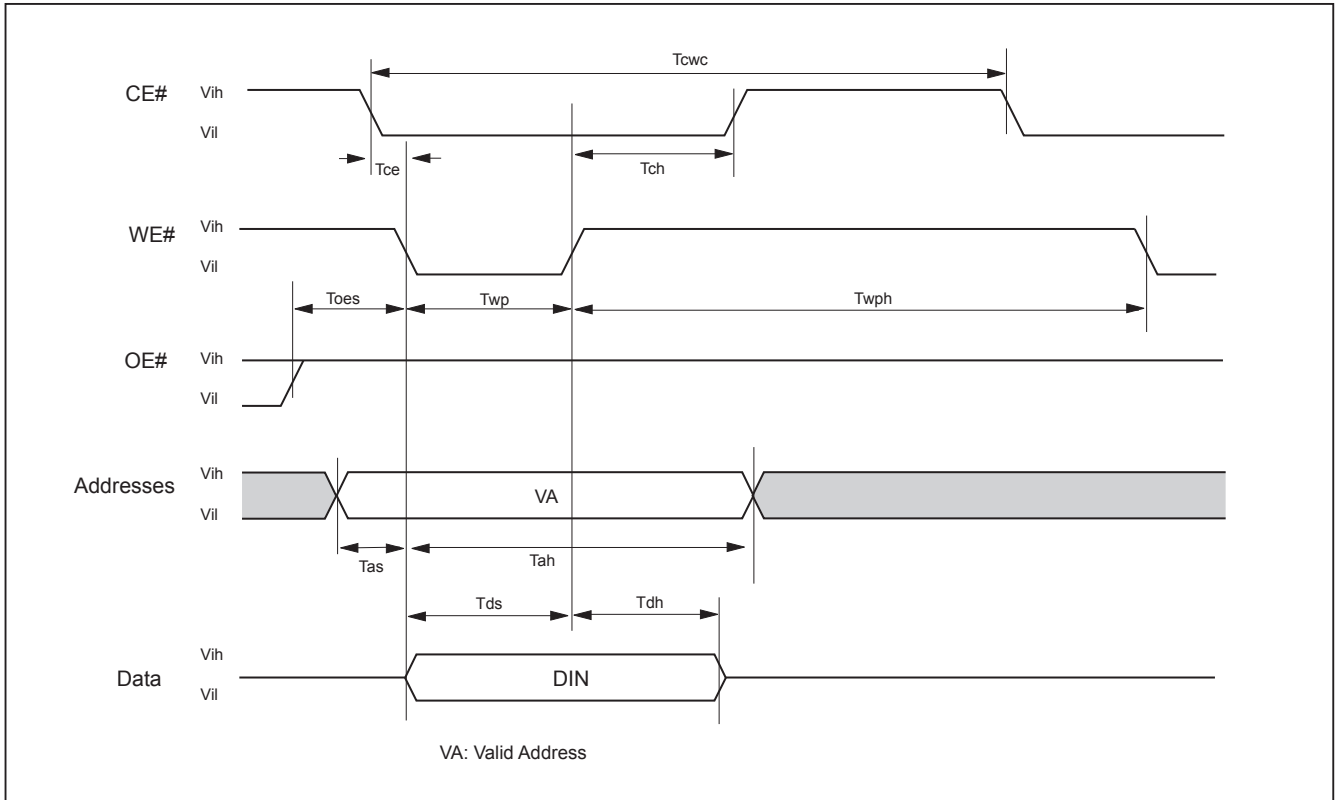 Tcwc
CE#
Vih
Vil
Tce
Tch
WE#
Vih
Vil
Toes
Twp
Twph
OE#
Vih
Vil
Addresses
Vih
Vil
VA
Tas
Tah
Tds
Tdh
Data
Vih
Vil
DIN
VA: Valid Address